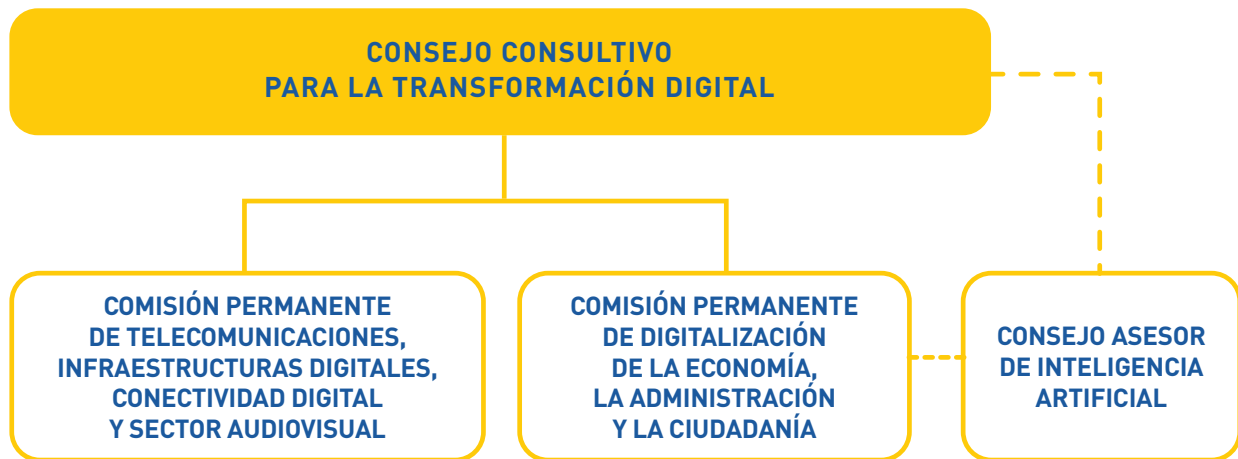 CONSEJO CONSULTIVO
PARA LA TRANSFORMACIÓN DIGITAL
COMISIÓN PERMANENTE
DE TELECOMUNICACIONES,
INFRAESTRUCTURAS DIGITALES,
CONECTIVIDAD DIGITAL
Y SECTOR AUDIOVISUAL
COMISIÓN PERMANENTE
DE DIGITALIZACIÓN
DE LA ECONOMÍA,
LA ADMINISTRACIÓN
Y LA CIUDADANÍA
CONSEJO ASESOR
DE INTELIGENCIA
ARTIFICIAL